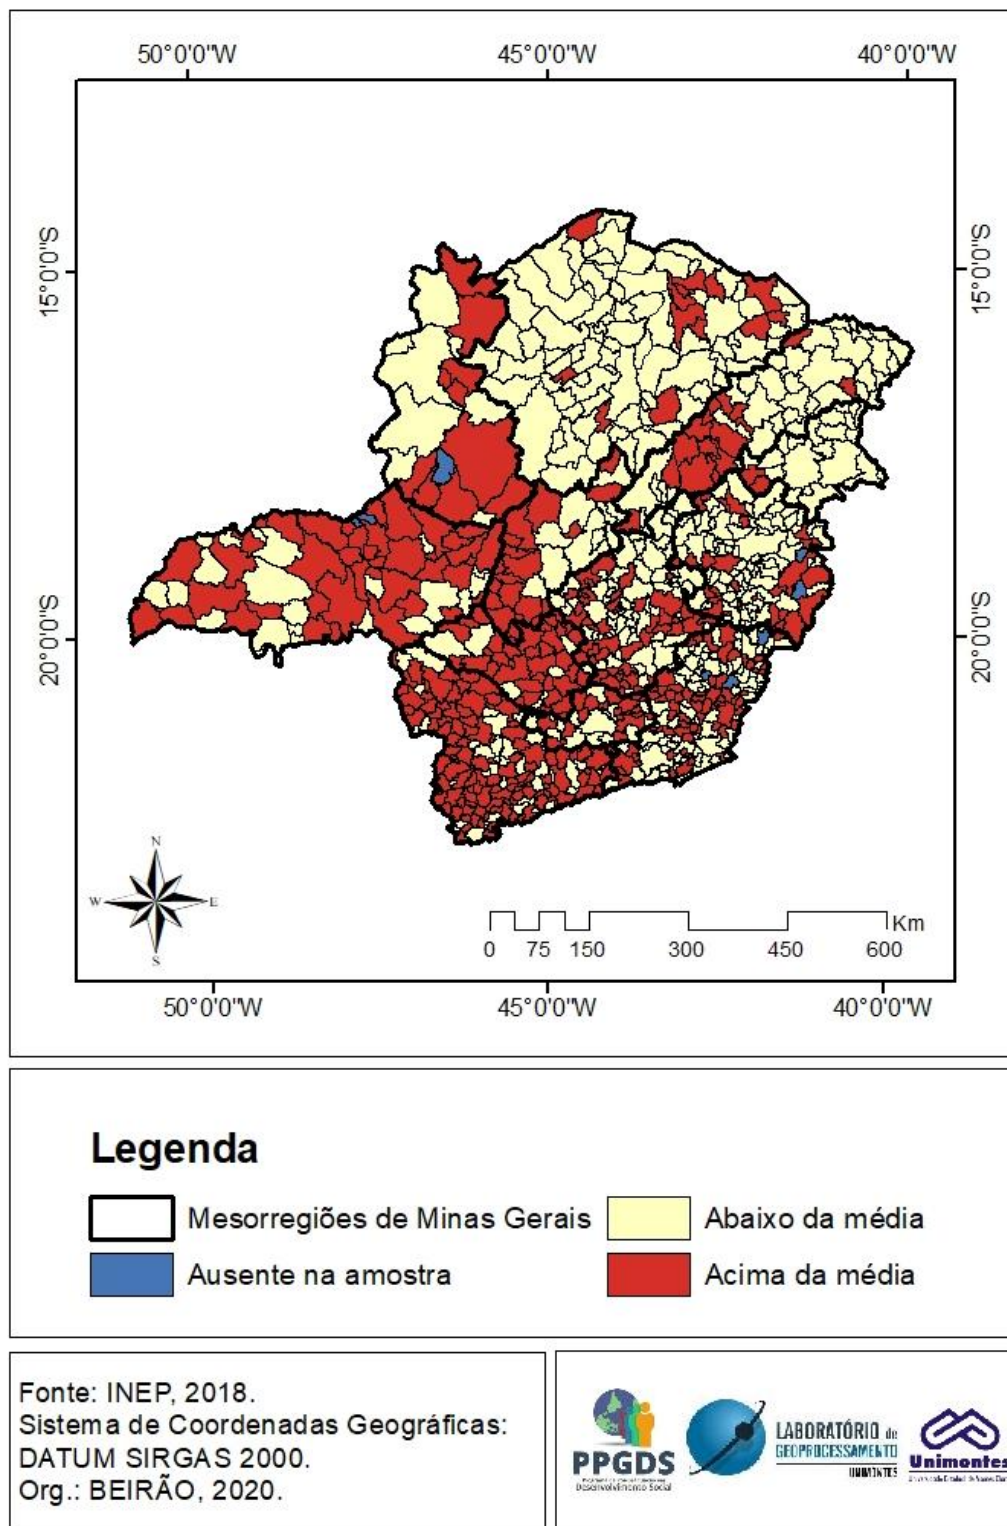 50°0'0"W 45°0'0"W 40°0'0"W
15°0'0"S 15°0'0"S
20°0'0"S 20°0'0"S
N
W E
S
Km
0 75 150 300 450 600
50°0'0"W 45°0'0"W 40°0'0"W
Legenda
Mesorregiões de Minas Gerais Abaixo da média
Ausente na amostra Acima da média
Fonte: INEP, 2018.
Sistema de Coordenadas Geográficas:
DATUM SIRGAS 2000.
Org.: BEIRÃO, 2020.
PPGDS
Desenvolvimento Social
LABORATÓRIO de
GEOPROCESSAMENTO
UNIMONTES
Unimontes